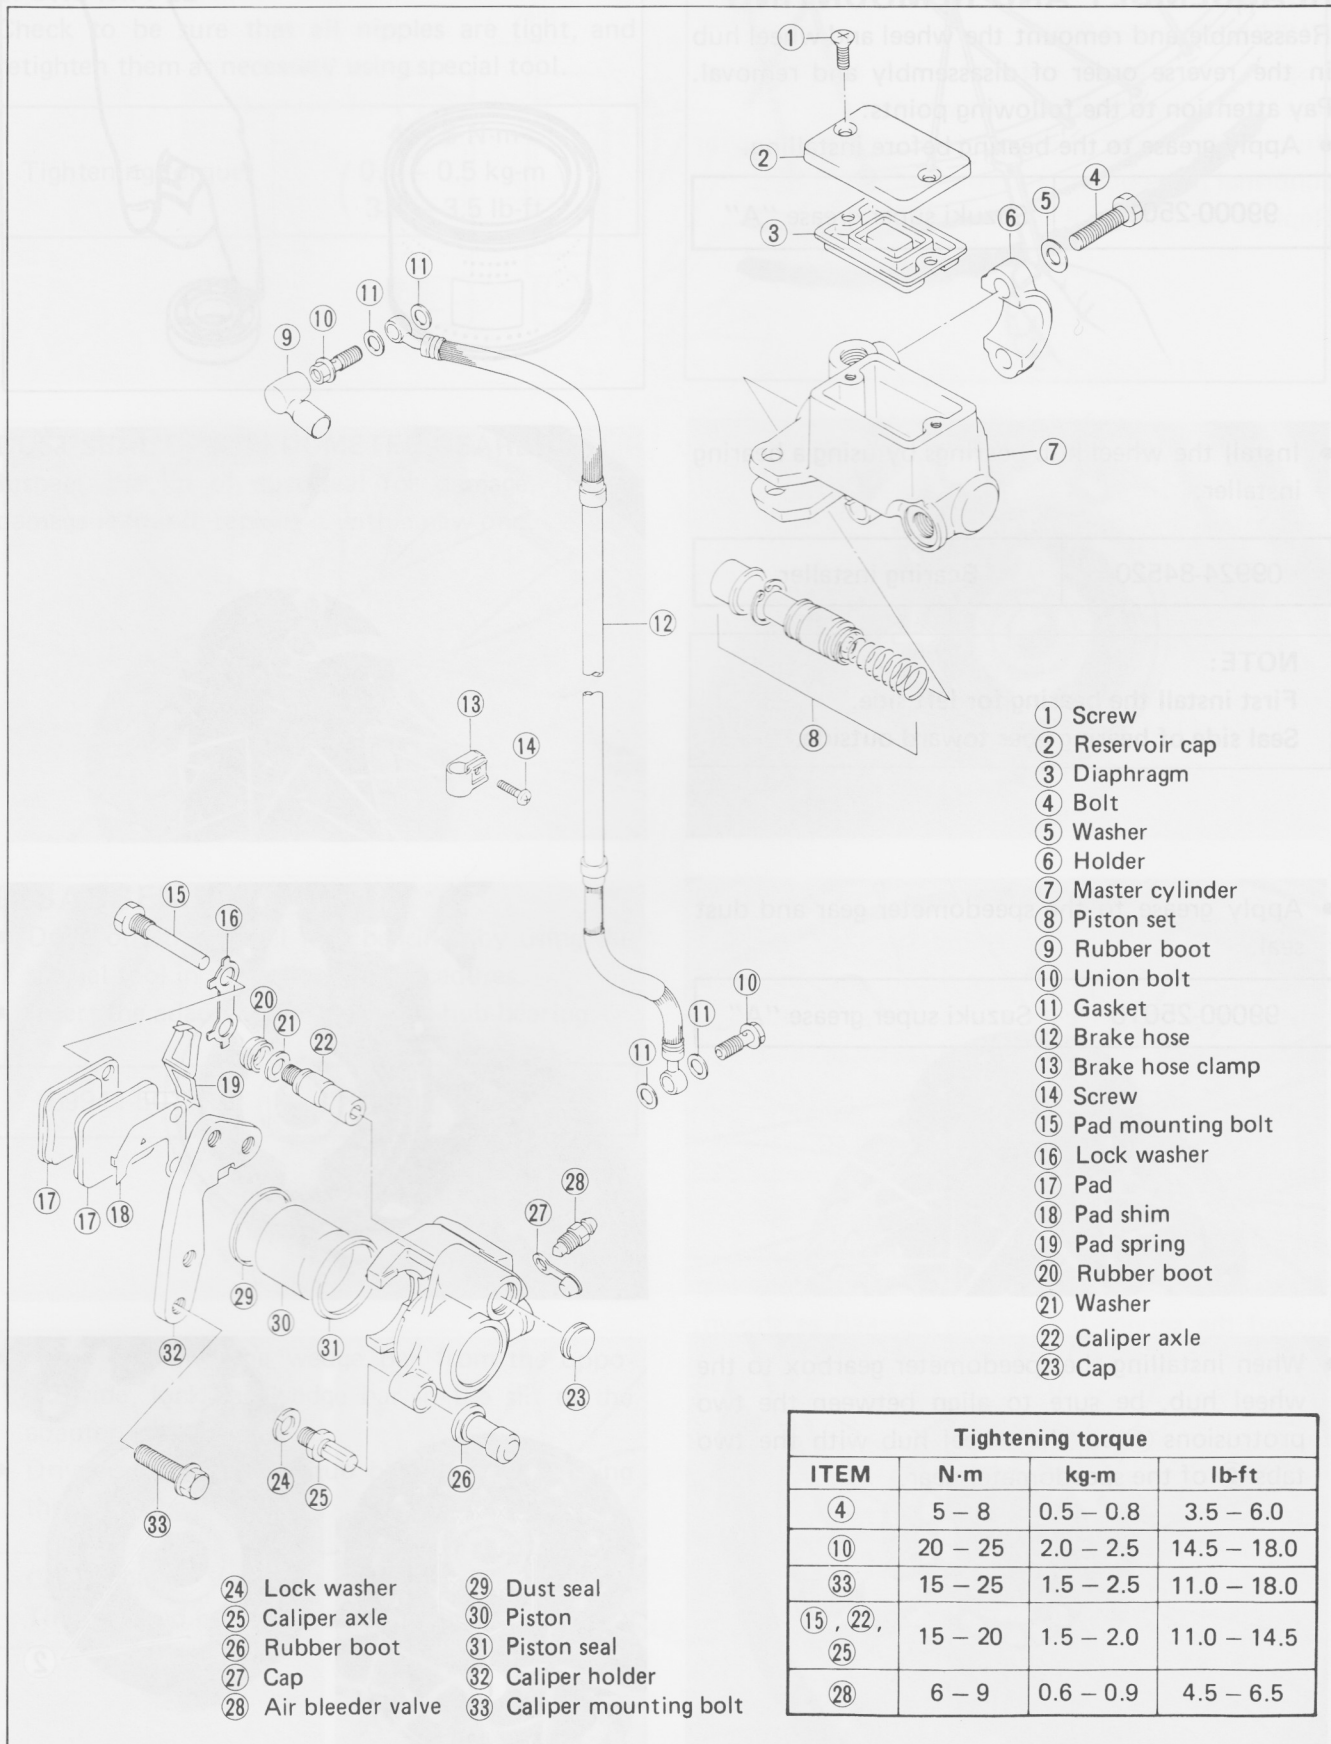 ① Screw
② Reservoir cap
③ Diaphragm
④ Bolt
⑤ Washer
⑥ Holder
⑦ Master cylinder
⑧ Piston set
⑨ Rubber boot
⑩ Union bolt
⑪ Gasket
⑫ Brake hose
⑬ Brake hose clamp
⑭ Screw
⑮ Pad mounting bolt
⑯ Lock washer
⑰ Pad
⑱ Pad shim
⑲ Pad spring
⑳ Rubber boot
㉑ Washer
㉒ Caliper axle
㉓ Cap
㉔ Lock washer
㉕ Caliper axle
㉖ Rubber boot
㉗ Cap
㉘ Air bleeder valve
㉙ Dust seal
㉚ Piston
㉛ Piston seal
㉜ Caliper holder
㉝ Caliper mounting bolt
Tightening torque
ITEM N·m kg-m lb-ft
④ 5 – 8 0.5 – 0.8 3.5 – 6.0
⑩ 20 – 25 2.0 – 2.5 14.5 – 18.0
㉝ 15 – 25 1.5 – 2.5 11.0 – 18.0
⑮, ㉒, ㉕ 15 – 20 1.5 – 2.0 11.0 – 14.5
㉘ 6 – 9 0.6 – 0.9 4.5 – 6.5